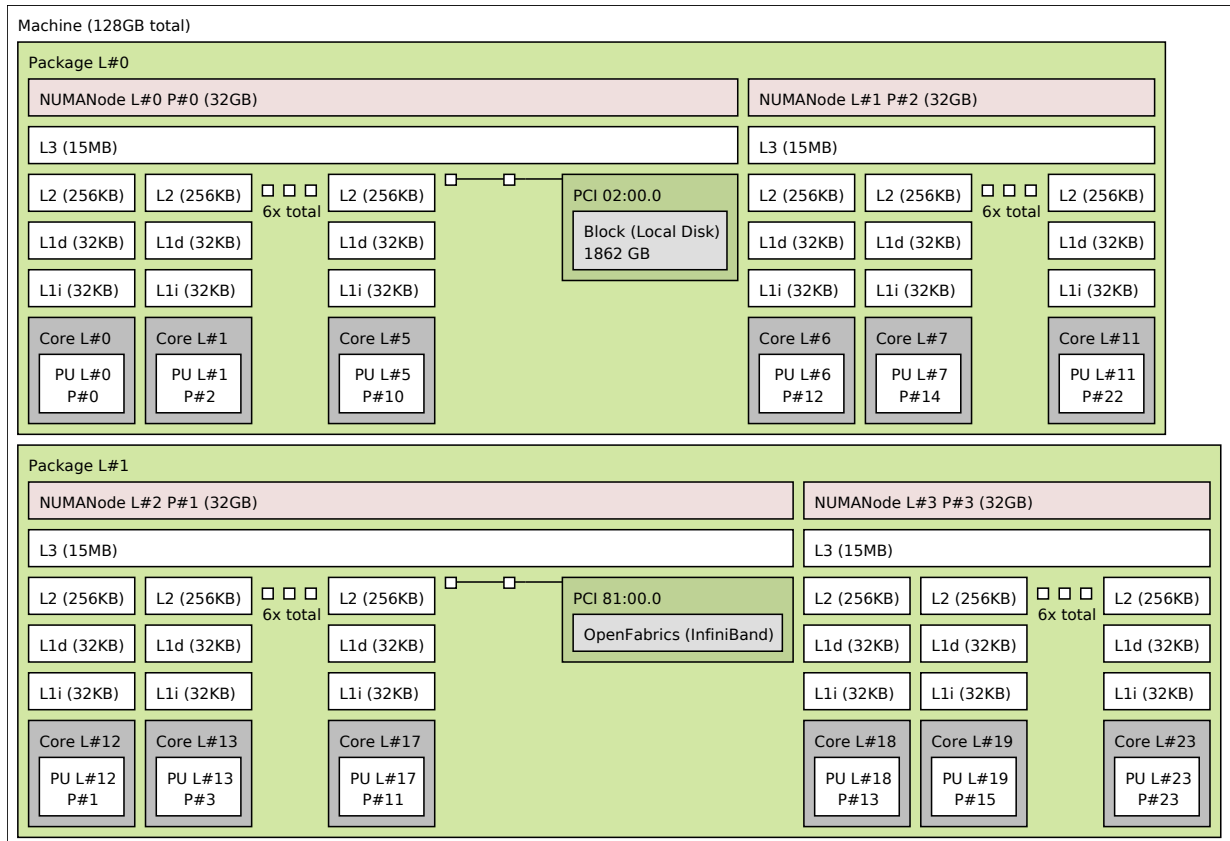 Machine (128GB total)
Package L#0
NUMANode L#0 P#0 (32GB)
NUMANode L#1 P#2 (32GB)
L3 (15MB)
L3 (15MB)
L2 (256KB)
L2 (256KB)
6x total
L2 (256KB)
PCI 02:00.0
L2 (256KB)
L2 (256KB)
6x total
L2 (256KB)
L1d (32KB)
L1d (32KB)
L1d (32KB)
Block (Local Disk)
1862 GB
L1d (32KB)
L1d (32KB)
L1d (32KB)
L1i (32KB)
L1i (32KB)
L1i (32KB)
L1i (32KB)
L1i (32KB)
L1i (32KB)
Core L#0
PU L#0
P#0
Core L#1
PU L#1
P#2
Core L#5
PU L#5
P#10
Core L#6
PU L#6
P#12
Core L#7
PU L#7
P#14
Core L#11
PU L#11
P#22
Package L#1
NUMANode L#2 P#1 (32GB)
NUMANode L#3 P#3 (32GB)
L3 (15MB)
L3 (15MB)
L2 (256KB)
L2 (256KB)
6x total
L2 (256KB)
PCI 81:00.0
L2 (256KB)
L2 (256KB)
6x total
L2 (256KB)
L1d (32KB)
L1d (32KB)
L1d (32KB)
OpenFabrics (InfiniBand)
L1d (32KB)
L1d (32KB)
L1d (32KB)
L1i (32KB)
L1i (32KB)
L1i (32KB)
L1i (32KB)
L1i (32KB)
L1i (32KB)
Core L#12
PU L#12
P#1
Core L#13
PU L#13
P#3
Core L#17
PU L#17
P#11
Core L#18
PU L#18
P#13
Core L#19
PU L#19
P#15
Core L#23
PU L#23
P#23